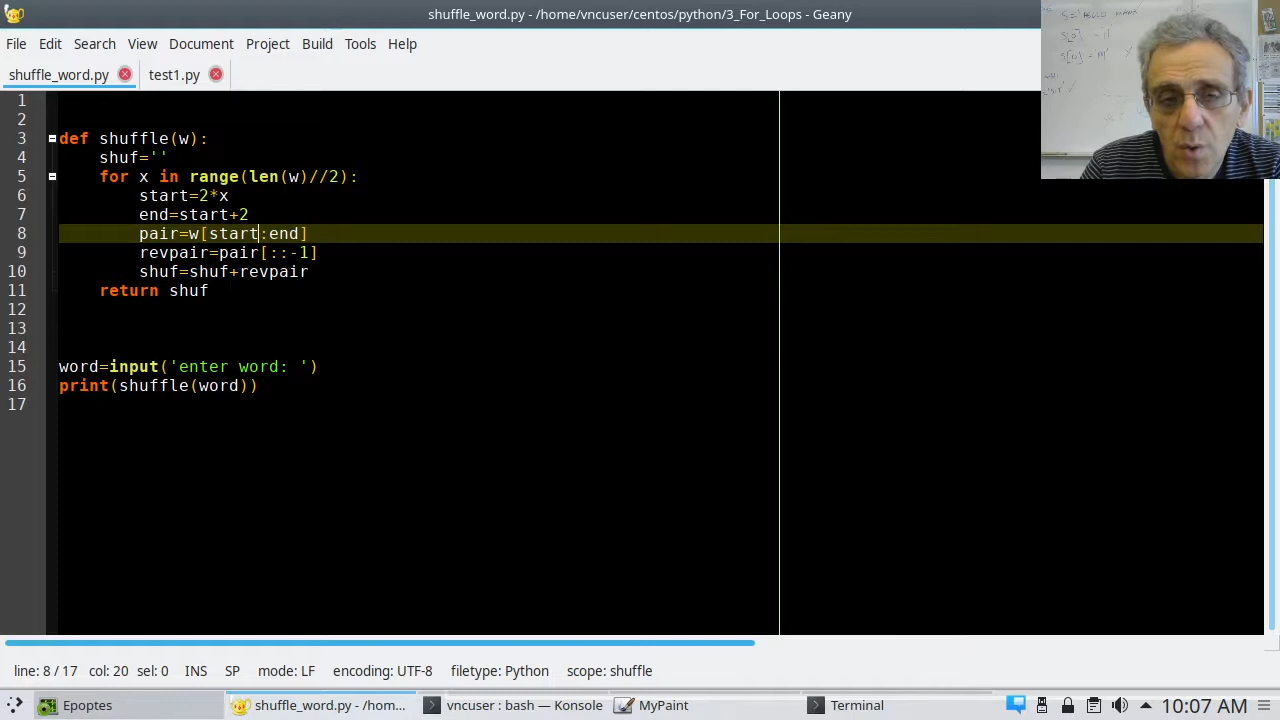 shuffle_word.py - /home/vncuser/centos/python/3_For_Loops - Geany
File Edit Search View Document Project Build Tools Help
shuffle_word.py test1.py
1
2
3 def shuffle(w):
4 shuf=''
5 for x in range(len(w)//2):
6 start=2*x
7 end=start+2
8 pair=w[start:end]
9 revpair=pair[::-1]
10 shuf=shuf+revpair
11 return shuf
12
13
14
15 word=input('enter word: ')
16 print(shuffle(word))
17
line: 8 / 17 col: 20 sel: 0 INS SP mode: LF encoding: UTF-8 filetype: Python scope: shuffle
Epoptes shuffle_word.py - /hom... vncuser : bash — Konsole MyPaint Terminal 10:07 AM